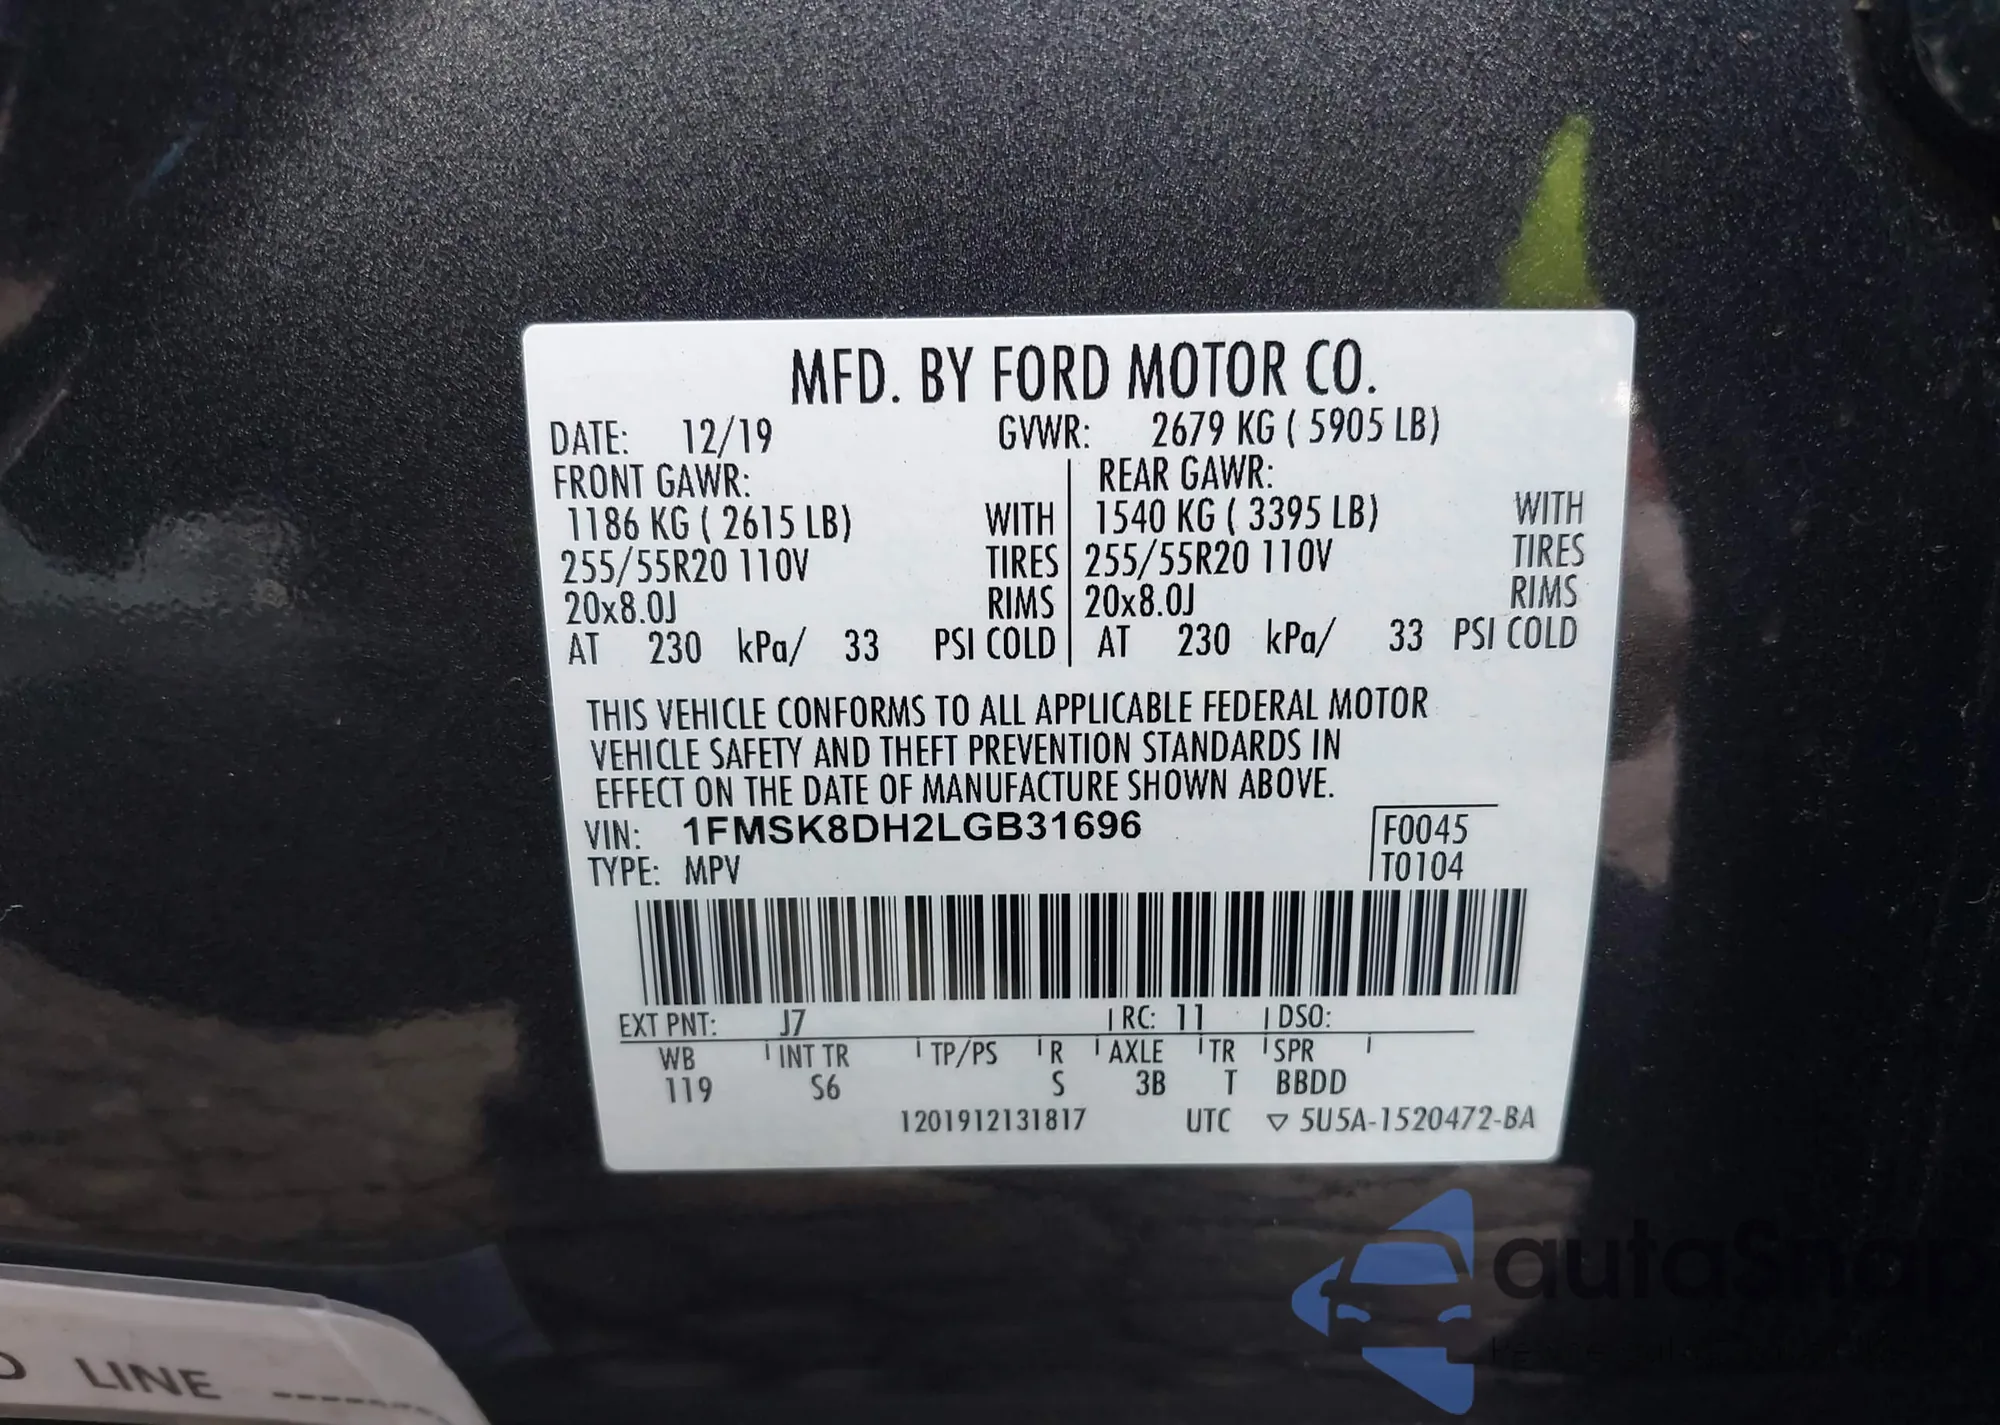 MFD. BY FORD MOTOR CO.
DATE: 12/19 GVWR: 2679 KG ( 5905 LB)
FRONT GAWR: REAR GAWR:
1186 KG ( 2615 LB) WITH 1540 KG ( 3395 LB) WITH
255/55R20 110V TIRES 255/55R20 110V TIRES
20x8.0J RIMS 20x8.0J RIMS
AT 230 kPa/ 33 PSI COLD AT 230 kPa/ 33 PSI COLD
THIS VEHICLE CONFORMS TO ALL APPLICABLE FEDERAL MOTOR
VEHICLE SAFETY AND THEFT PREVENTION STANDARDS IN
EFFECT ON THE DATE OF MANUFACTURE SHOWN ABOVE.
VIN: 1FMSK8DH2LGB31696 F0045
TYPE: MPV T0104
EXT PNT: J7 RC: 11 DSO:
WB INT TR TP/PS R AXLE TR SPR
119 S6 S 3B T BBDD
1201912131817 UTC ▽ 5U5A-1520472-BA
autoSnap
LINE